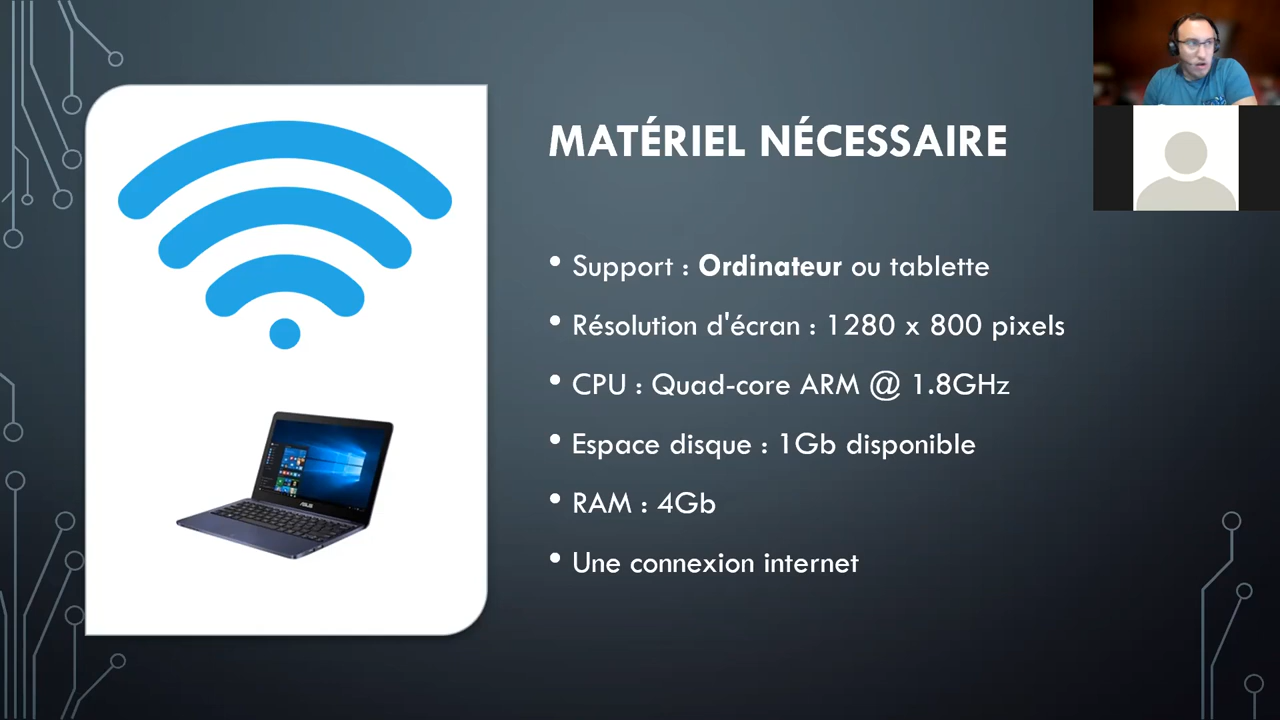 MATÉRIEL NÉCESSAIRE
• Support : Ordinateur ou tablette
• Résolution d'écran : 1280 x 800 pixels
• CPU : Quad-core ARM @ 1.8GHz
• Espace disque : 1Gb disponible
• RAM : 4Gb
• Une connexion internet
ASUS